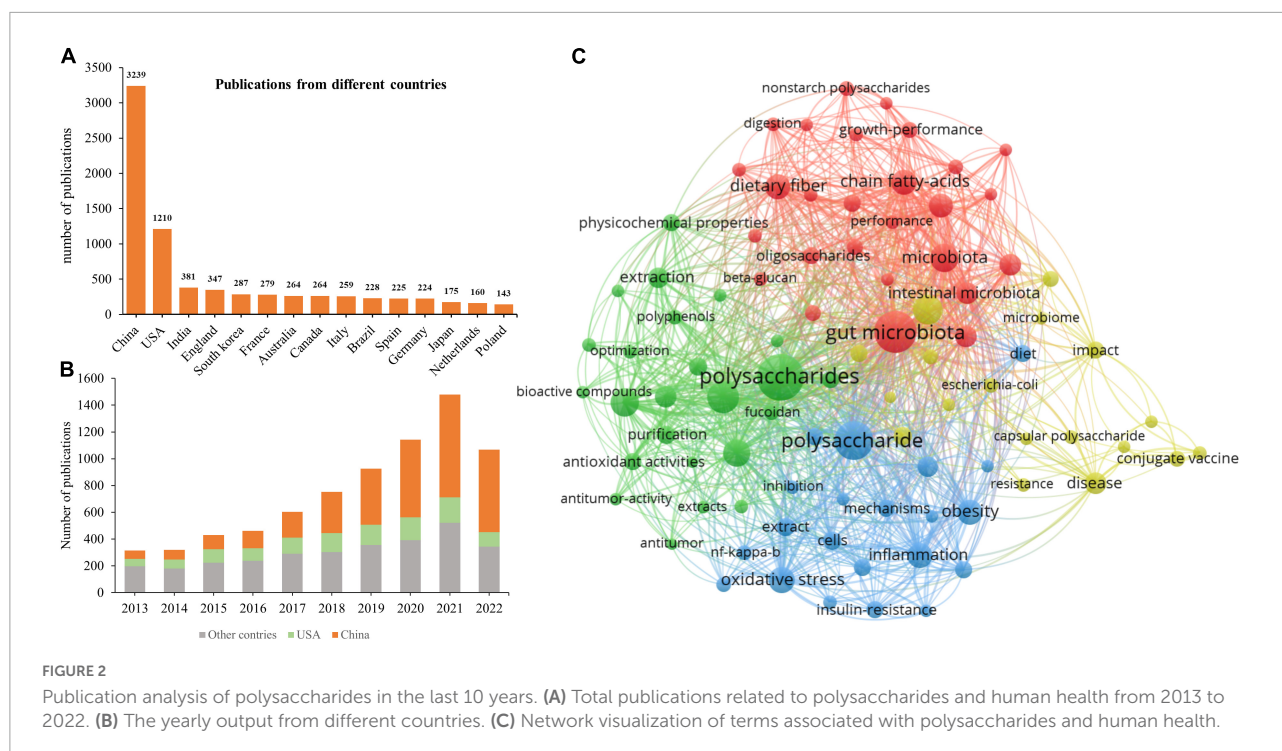 A
Publications from different countries
number of publications
3500
3000
2500
2000
1500
1000
500
0
3239
1210
381
347
287
279
264
264
259
228
225
224
175
160
143
China
USA
India
England
South korea
France
Australia
Canada
Italy
Brazil
Spain
Germany
Japan
Netherlands
Poland
B
Number of publications
1600
1400
1200
1000
800
600
400
200
0
2013
2014
2015
2016
2017
2018
2019
2020
2021
2022
Other contries
USA
China
C
nonstarch polysaccharides
digestion
growth-performance
dietary fiber
chain fatty-acids
physicochemical properties
performance
oligosaccharides
microbiota
beta-glucan
extraction
intestinal microbiota
polyphenols
microbiome
gut microbiota
optimization
diet
impact
polysaccharides
escherichia-coli
bioactive compounds
fucoidan
purification
polysaccharide
capsular polysaccharide
conjugate vaccine
antioxidant activities
resistance
disease
inhibition
antitumor-activity
extracts
mechanisms
obesity
extract
antitumor
cells
nf-kappa-b
inflammation
oxidative stress
insulin-resistance
FIGURE 2
Publication analysis of polysaccharides in the last 10 years. (A) Total publications related to polysaccharides and human health from 2013 to
2022. (B) The yearly output from different countries. (C) Network visualization of terms associated with polysaccharides and human health.